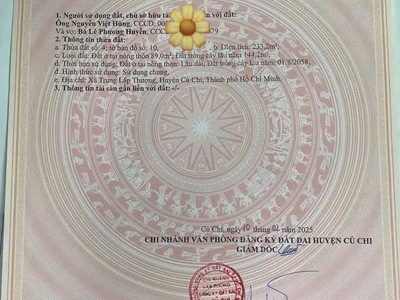 1. Người sử dụng đất, chủ sở hữu tài với đất:
Ông Nguyễn Việt Hùng, CCCD:
Và vợ: Bà Lê Phương Huyền, CCCD 79
2. Thông tin thửa đất:
a. Thửa đất số: 4; tờ bản đồ số: 10, b. Diện tích: 233,2m²,
c. Loại đất: Đất ở tại nông thôn 89,0m²; Đất trồng cây lâu năm 144,2m²,
d. Thời hạn sử dụng: Đất ở tại nông thôn: Lâu dài; Đất trồng cây lâu năm: 01/8/2058,
đ. Hình thức sử dụng: Sử dụng chung,
e. Địa chỉ: Xã Trung Lập Thượng, Huyện Củ Chi, Thành phố Hồ Chí Minh.
3. Thông tin tài sản gắn liền với đất: -/-
Củ Chi, ngày 10 tháng 02 năm 2025
CHI NHÁNH VĂN PHÒNG ĐĂNG KÝ ĐẤT ĐAI HUYỆN CỦ CHI
GIÁM ĐỐC
CHI NHÁNH
VĂN PHÒNG